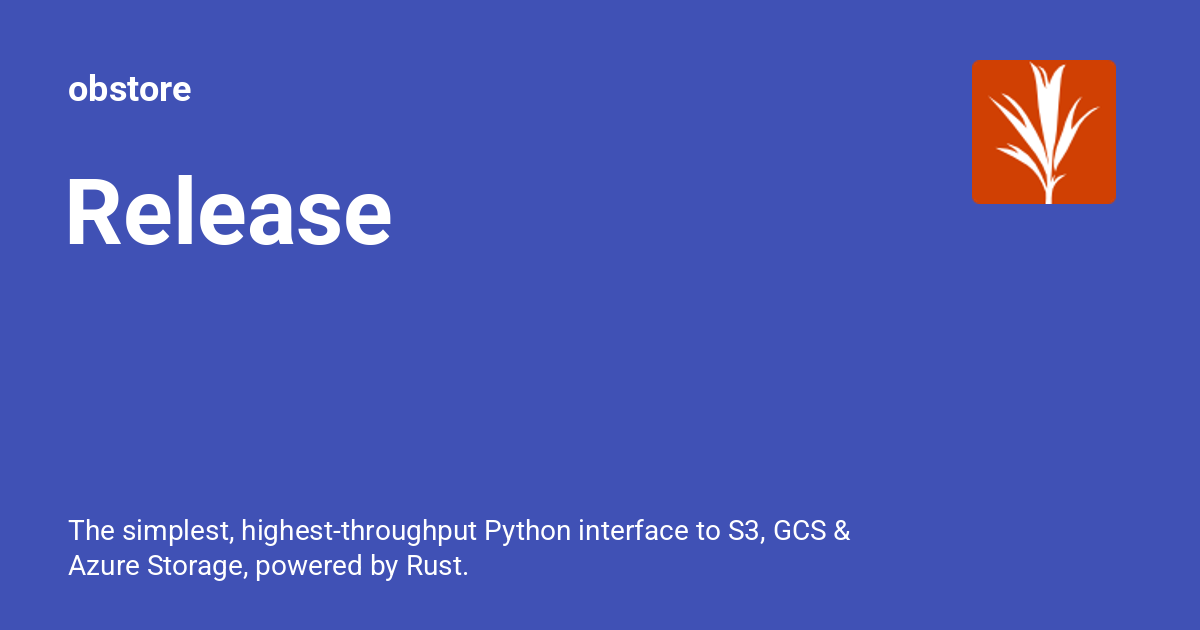 obstore
Release
The simplest, highest-throughput Python interface to S3, GCS &
Azure Storage, powered by Rust.